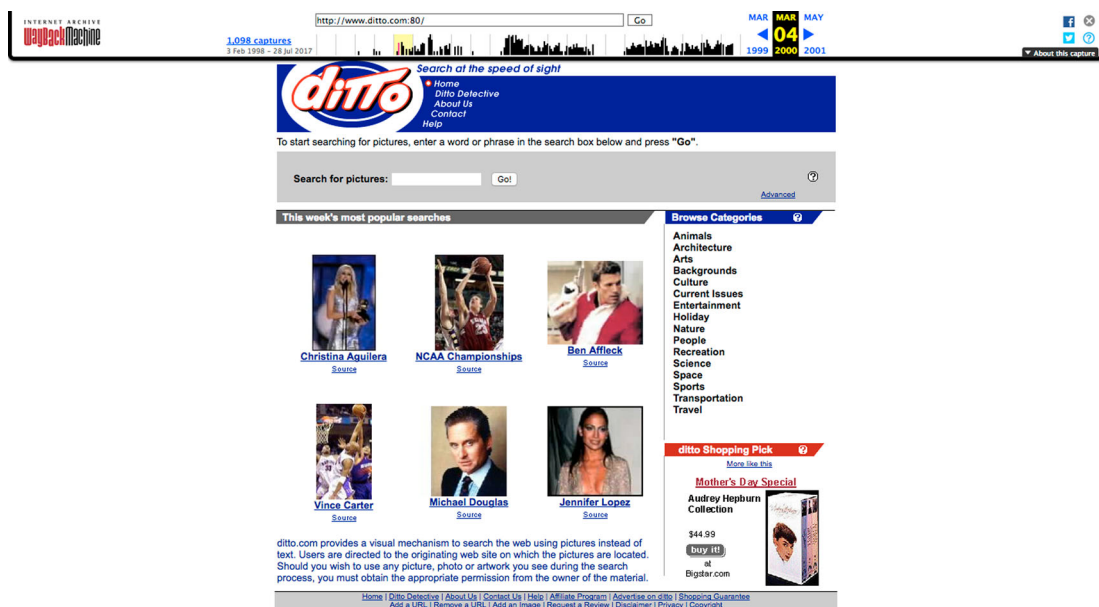 INTERNET ARCHIVE
WayBackMachine
http://www.ditto.com:80/
Go
1,098 captures
3 Feb 1998 – 28 Jul 2017
MAR MAR MAY
04
1999 2000 2001
f
?
▼ About this capture
ditto
Search at the speed of sight
Home
Ditto Detective
About Us
Contact
Help
To start searching for pictures, enter a word or phrase in the search box below and press "Go".
Search for pictures:
Go!
?
Advanced
This week's most popular searches
Christina Aguilera
Source
NCAA Championships
Source
Ben Affleck
Source
Vince Carter
Source
Michael Douglas
Source
Jennifer Lopez
Source
ditto.com provides a visual mechanism to search the web using pictures instead of
text. Users are directed to the originating web site on which the pictures are located.
Should you wish to use any picture, photo or artwork you see during the search
process, you must obtain the appropriate permission from the owner of the material.
Browse Categories ?
Animals
Architecture
Arts
Backgrounds
Culture
Current Issues
Entertainment
Holiday
Nature
People
Recreation
Science
Space
Sports
Transportation
Travel
ditto Shopping Pick ?
More like this
Mother's Day Special
Audrey Hepburn
Collection
$44.99
buy it!
at
Bigstar.com
Home | Ditto Detective | About Us | Contact Us | Help | Affiliate Program | Advertise on ditto | Shopping Guarantee
Add a URL | Remove a URL | Add an Image | Request a Review | Disclaimer | Privacy | Copyright